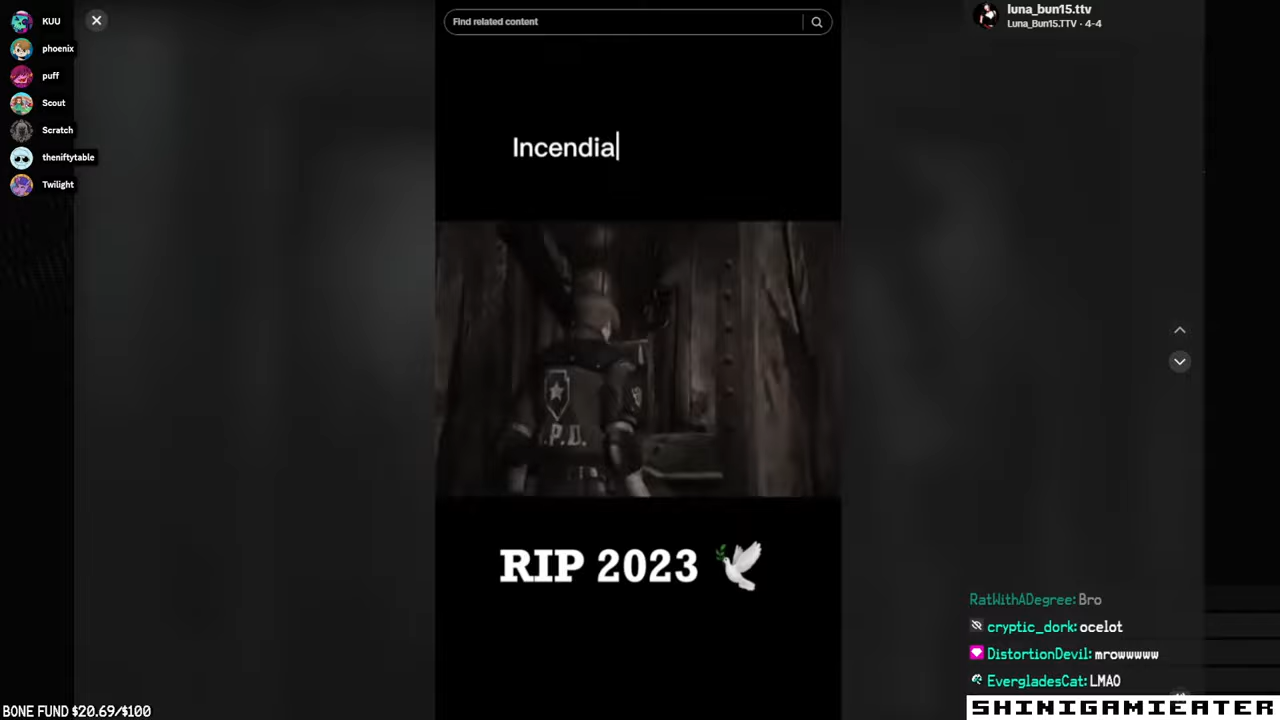 KUU
phoenix
puff
Scout
Scratch
theniftytable
Twilight
Find related content
luna_bun15.ttv
Luna_Bun15.TTV · 4-4
Incendia
.P.D.
RIP 2023 🕊️
RatWithADegree: Bro
cryptic_dork: ocelot
DistortionDevil: mrowwwww
EvergladesCat: LMAO
BONE FUND $20.69/$100
SHINIGAMIEATER